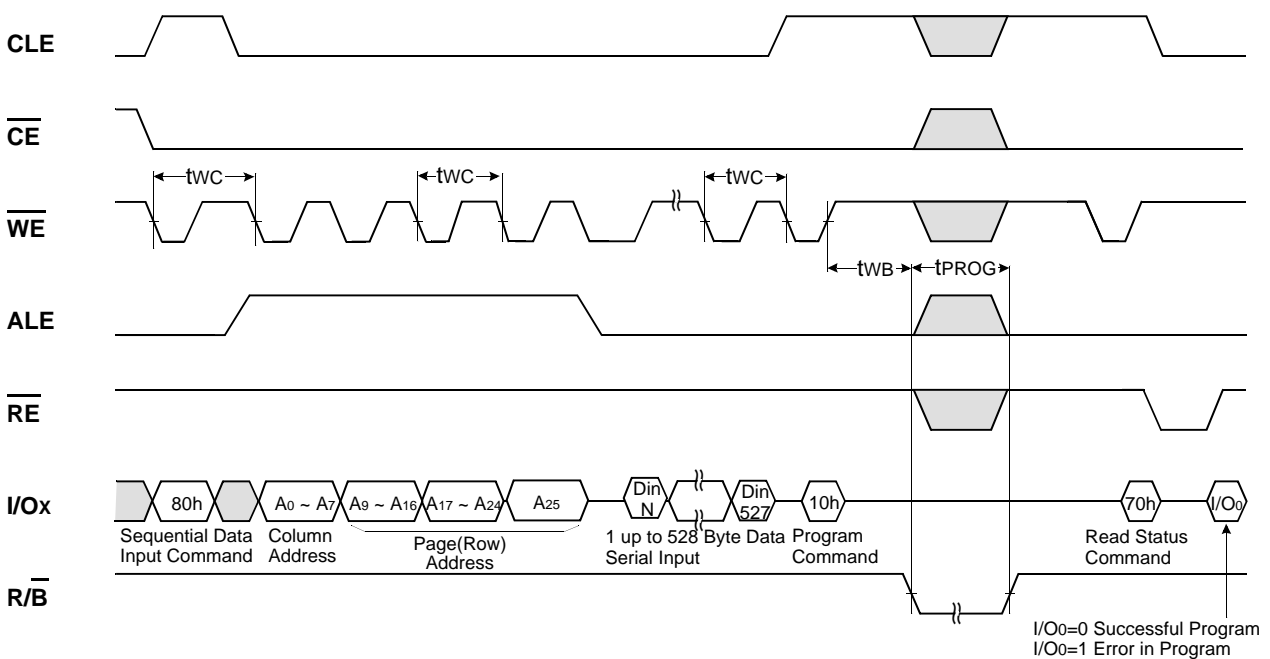 CLE
CE
tWC tWC tWC
WE
tWB tPROG
ALE
RE
I/Ox 80h A0 ~ A7 A9 ~ A16 A17 ~ A24 A25 Din N Din 527 10h 70h I/O0
Sequential Data Input Command
Column Address
Page(Row) Address
1 up to 528 Byte Data Serial Input
Program Command
Read Status Command
R/B
I/O0=0 Successful Program
I/O0=1 Error in Program